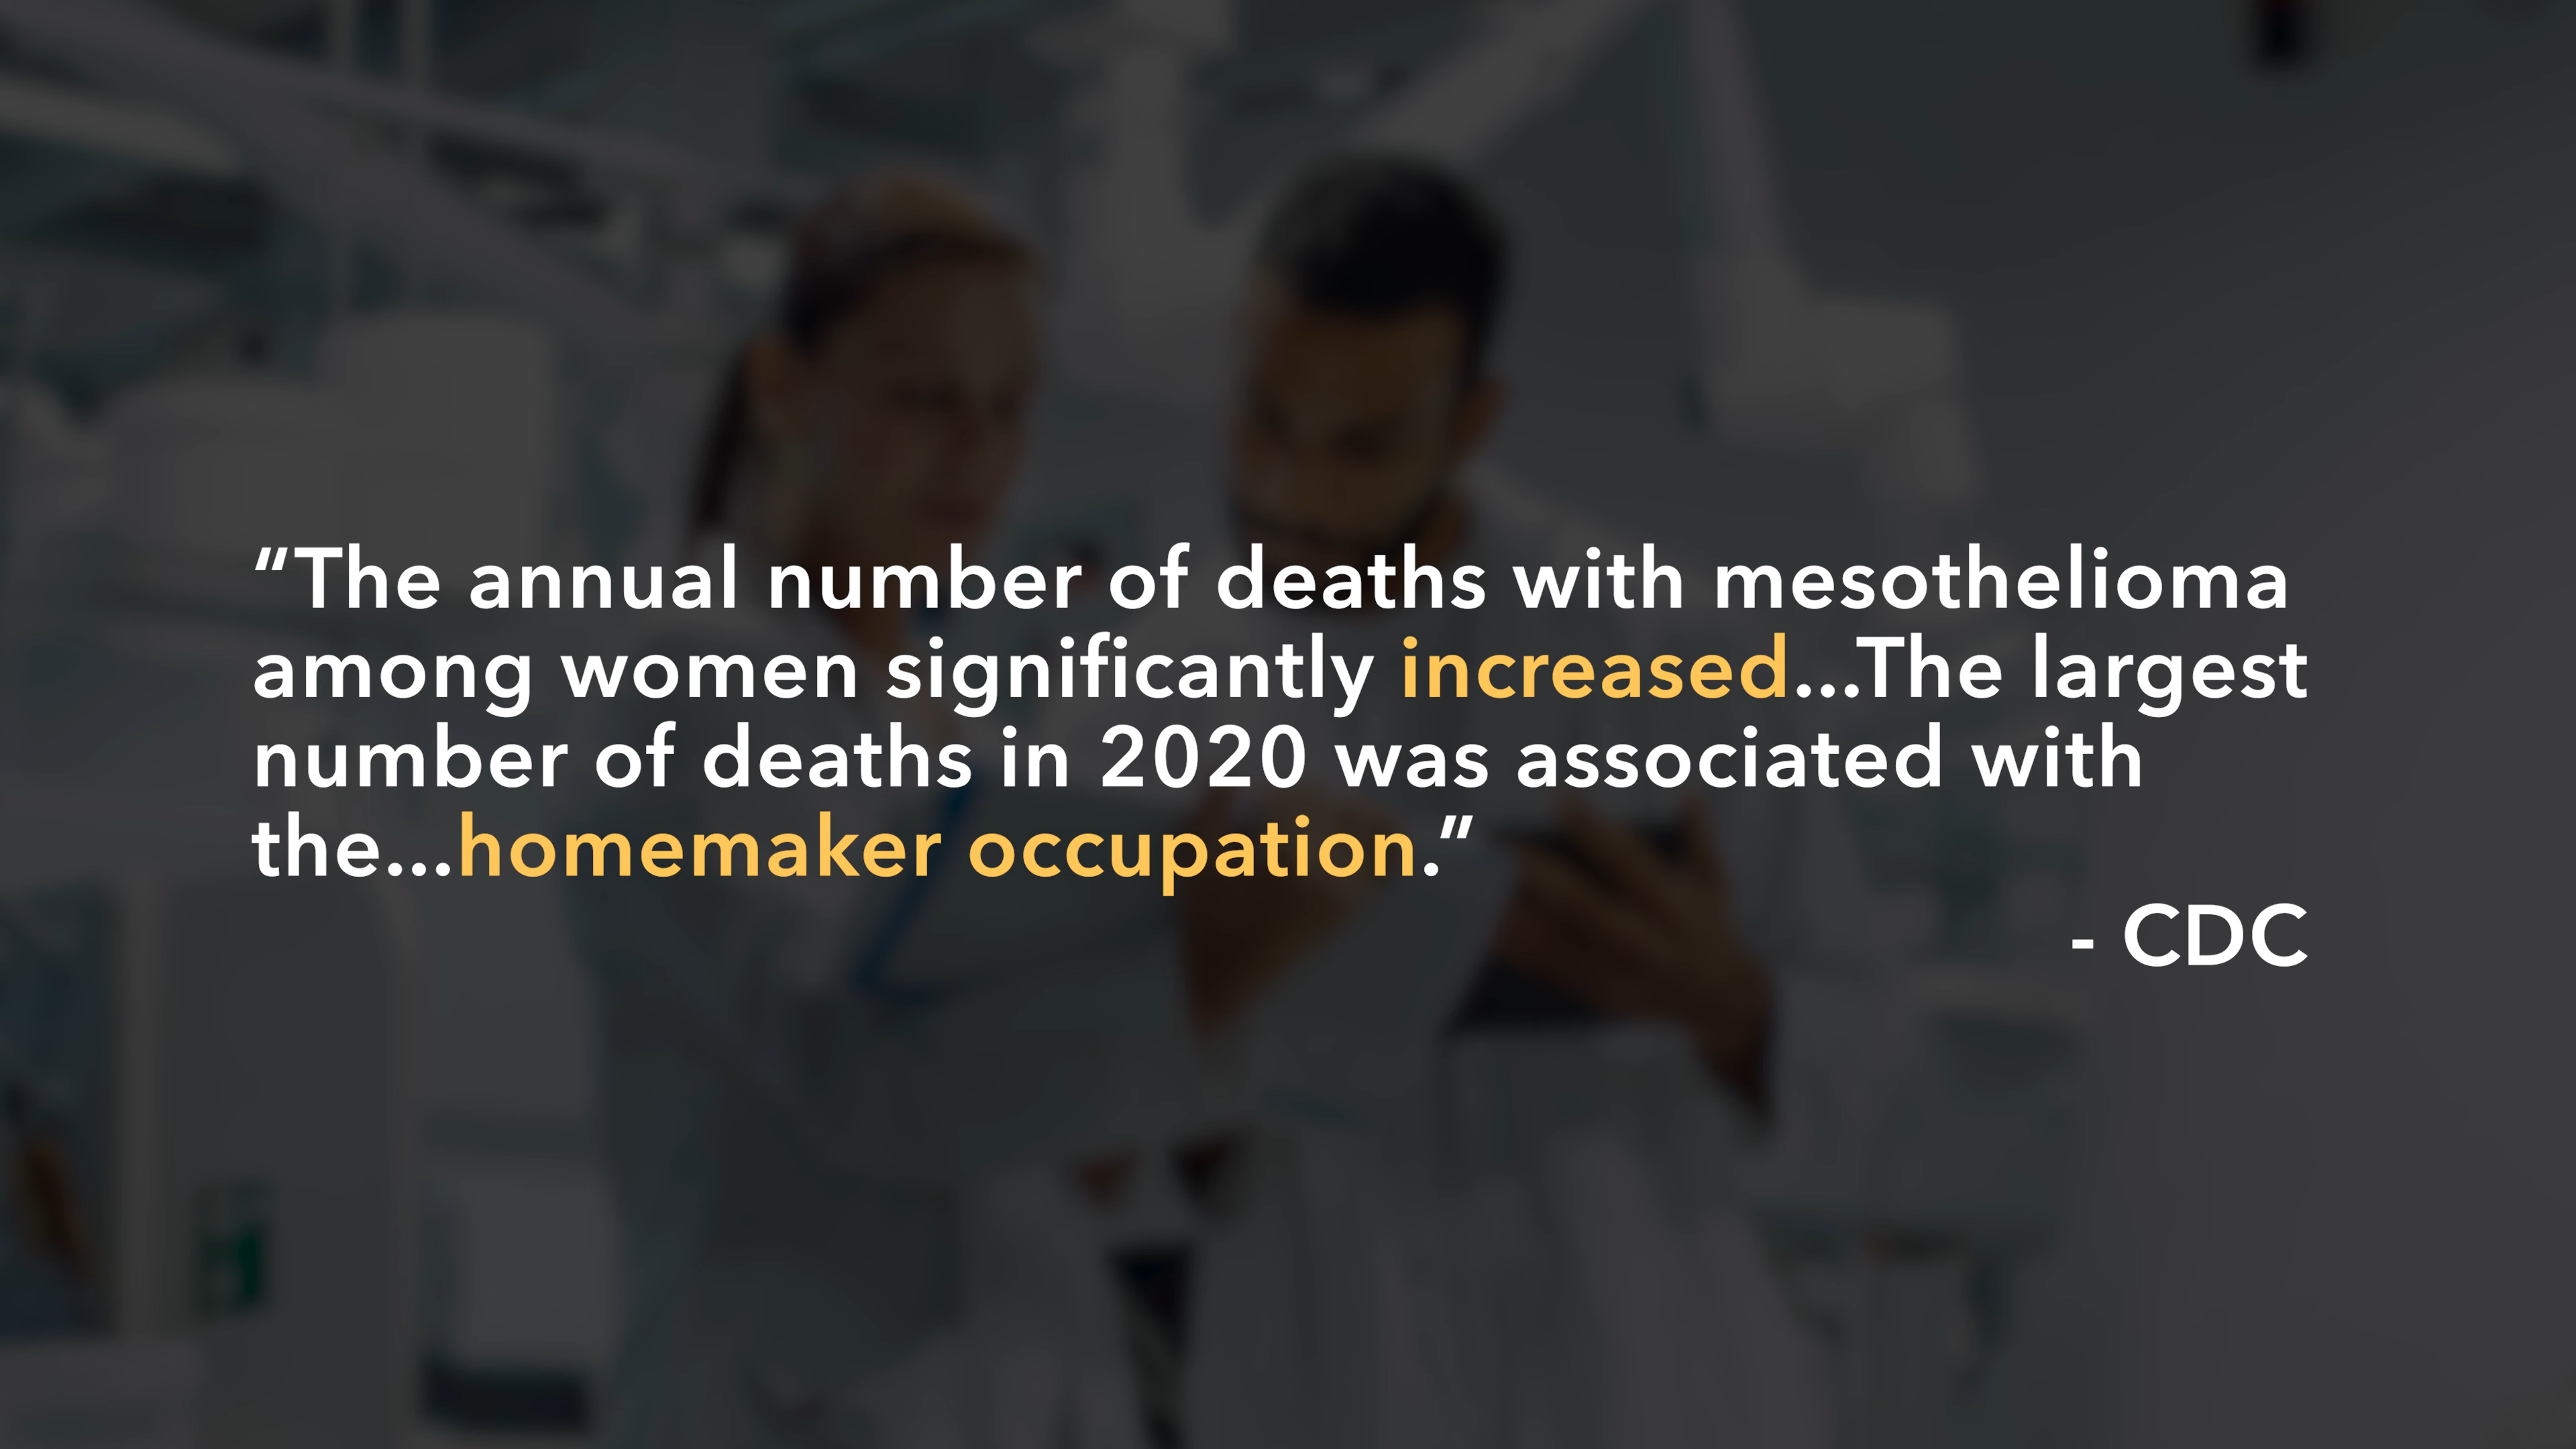 “The annual number of deaths with mesothelioma
among women significantly increased...The largest
number of deaths in 2020 was associated with
the...homemaker occupation.”
- CDC